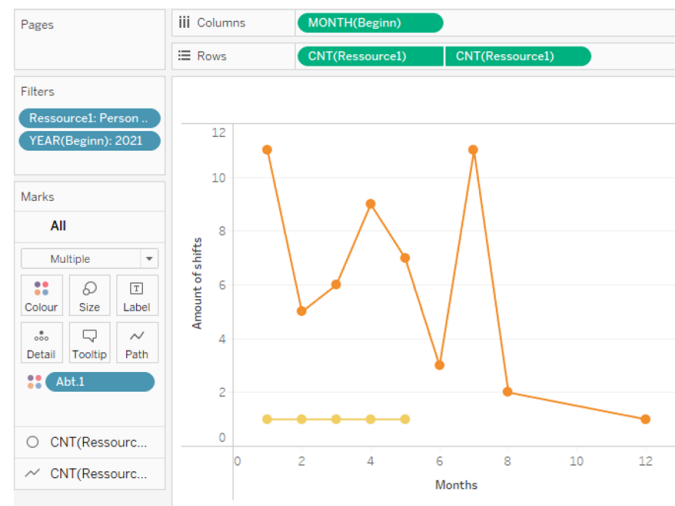 Pages
Columns
MONTH(Beginn)
Rows
CNT(Ressource1)
CNT(Ressource1)
Filters
Ressource1: Person ..
YEAR(Beginn): 2021
Marks
All
Multiple
Colour
Size
Label
Detail
Tooltip
Path
Abt.1
CNT(Ressourc...
CNT(Ressourc...
12
10
8
6
4
2
0
Amount of shifts
0 2 4 6 8 10 12
Months